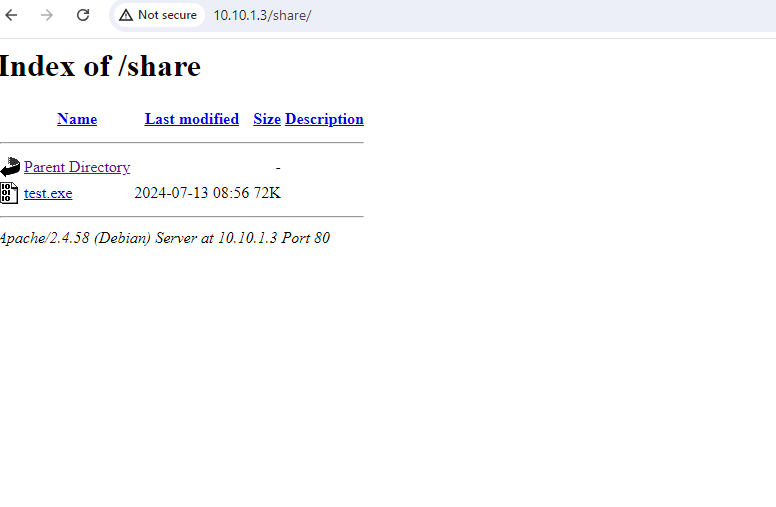 Not secure 10.10.1.3/share/
Index of /share
Name Last modified Size Description
Parent Directory -
test.exe 2024-07-13 08:56 72K
Apache/2.4.58 (Debian) Server at 10.10.1.3 Port 80